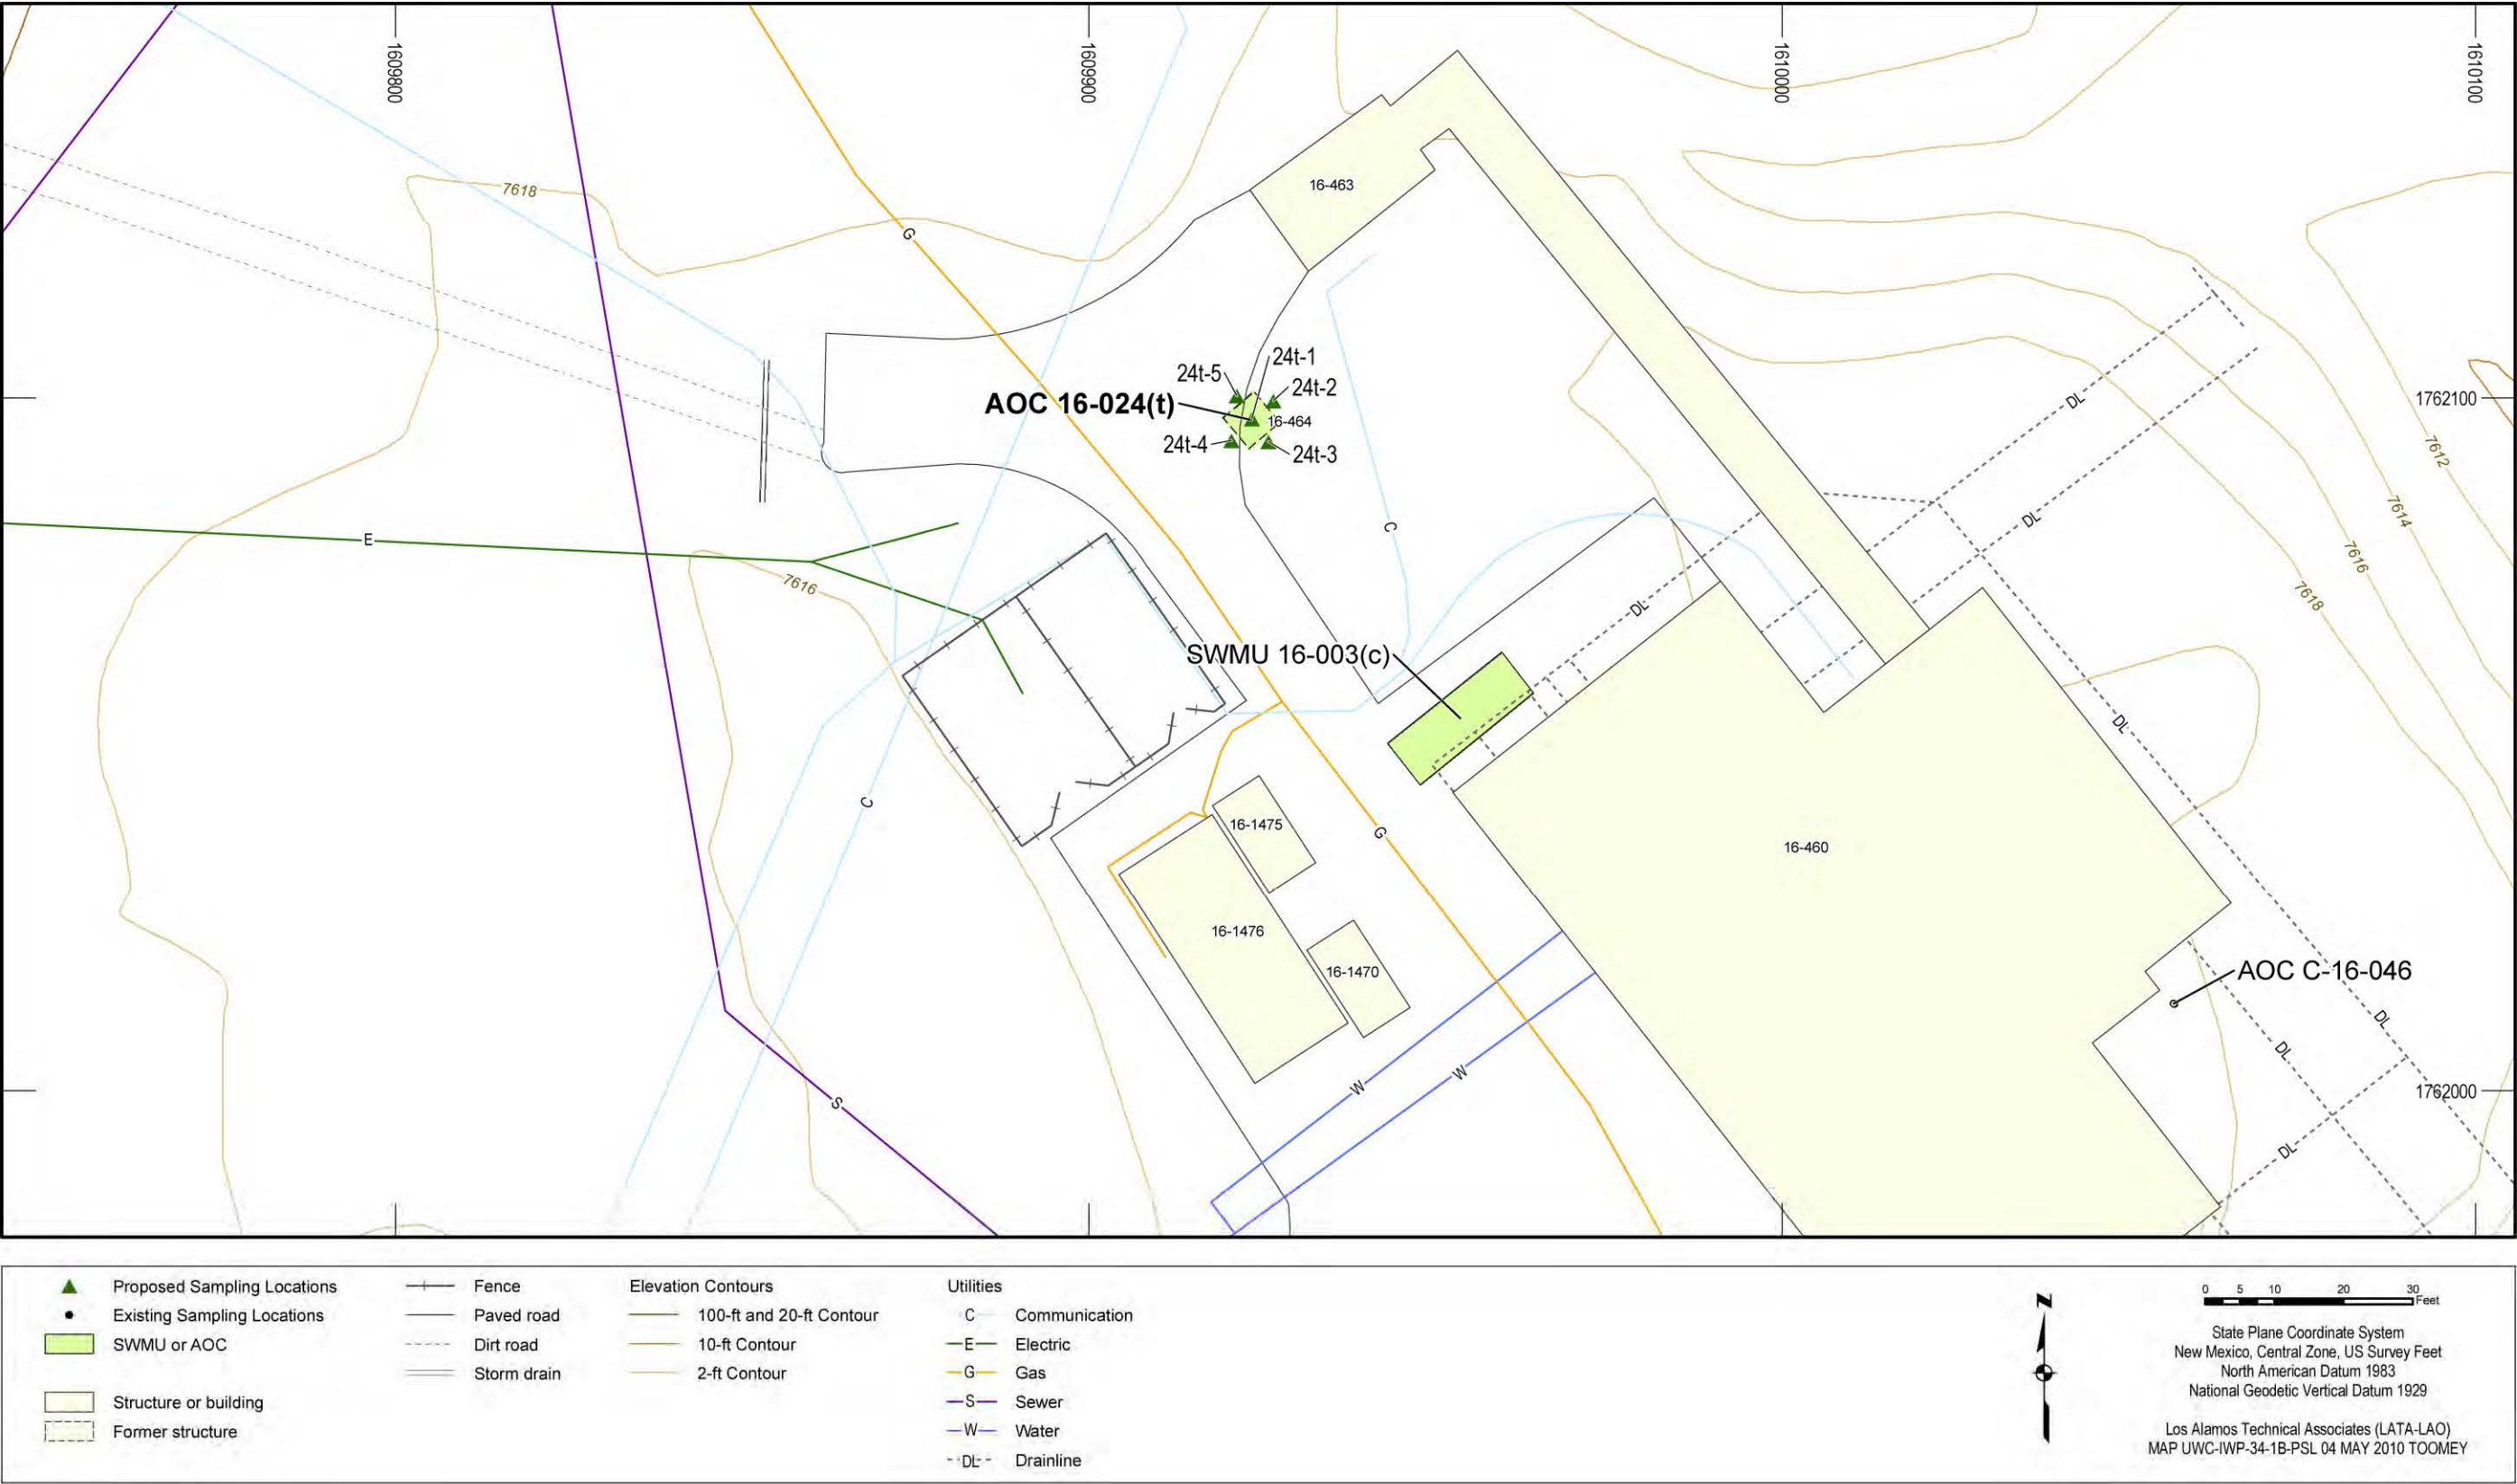 1609800
1609900
1610000
1610100
16-463
7618
G
24t-1
24t-5
24t-2
AOC 16-024(t)
16-464
24t-4
24t-3
1762100
DL
7612
7614
7616
7618
DL
C
E
7616
DL
SWMU 16-003(c)
DL
C
16-1475
G
16-460
16-1476
16-1470
AOC C-16-046
DL
DL
W
W
1762000
S
DL
Proposed Sampling Locations
Existing Sampling Locations
SWMU or AOC
Structure or building
Former structure
Fence
Paved road
Dirt road
Storm drain
Elevation Contours
100-ft and 20-ft Contour
10-ft Contour
2-ft Contour
Utilities
C Communication
E Electric
G Gas
S Sewer
W Water
DL Drainline
N
0 5 10 20 30
Feet
State Plane Coordinate System
New Mexico, Central Zone, US Survey Feet
North American Datum 1983
National Geodetic Vertical Datum 1929
Los Alamos Technical Associates (LATA-LAO)
MAP UWC-IWP-34-1B-PSL 04 MAY 2010 TOOMEY